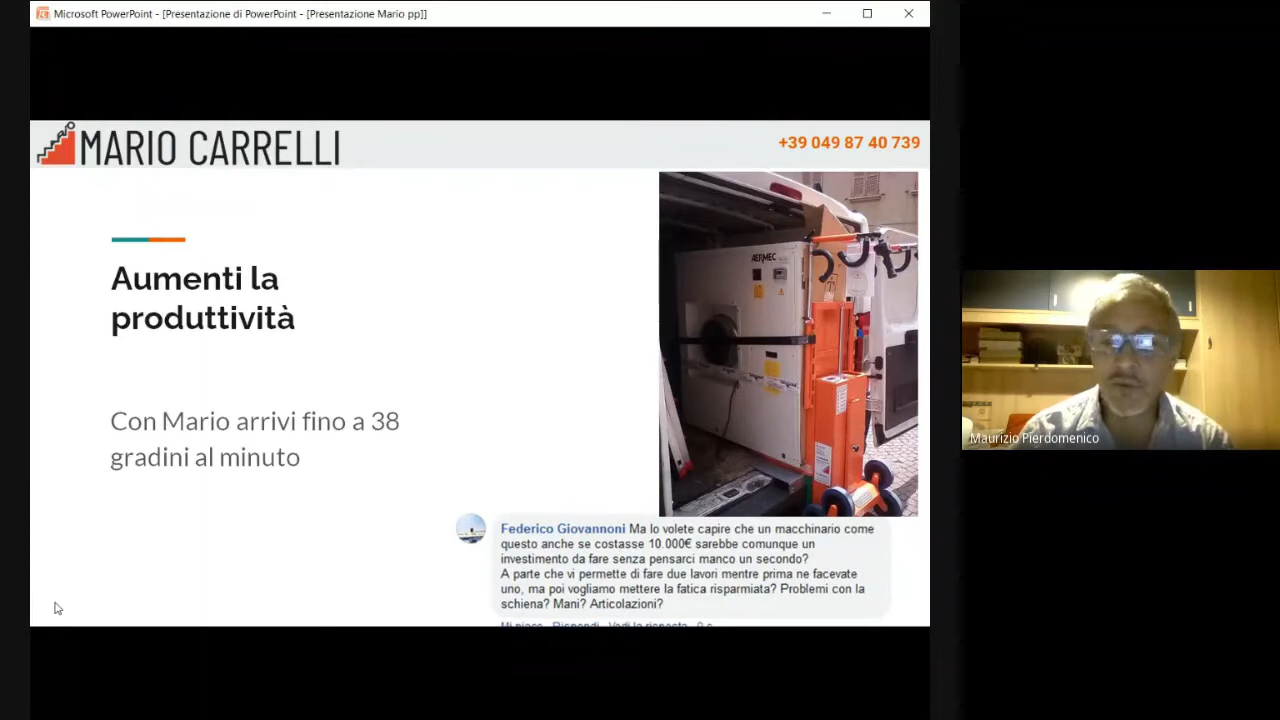 Microsoft PowerPoint - [Presentazione di PowerPoint - [Presentazione Mario pp]]
MARIO CARRELLI
+39 049 87 40 739
AERMEC
Aumenti la
produttività
Con Mario arrivi fino a 38
gradini al minuto
Maurizio Pierdomenico
Federico Giovannoni Ma lo volete capire che un macchinario come
questo anche se costasse 10.000€ sarebbe comunque un
investimento da fare senza pensarci manco un secondo?
A parte che vi permette di fare due lavori mentre prima ne facevate
uno, ma poi vogliamo mettere la fatica risparmiata? Problemi con la
schiena? Mani? Articolazioni?
Mi piace · Rispondi · Vedi la risposta